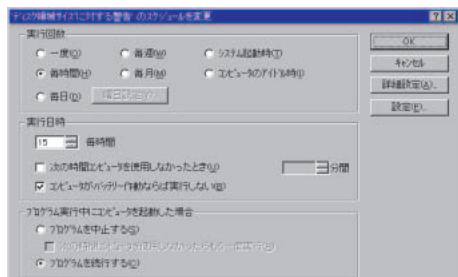 ディスク領域サイズに対する警告 のスケジュールを変更
実行回数
一度(O)
毎週(W)
システム起動時(T)
毎時間(H)
毎月(M)
コンピュータのアイドル時(I)
毎日(D)
OK
キャンセル
詳細設定(A)..
設定(E)..
実行日時
15 毎時間
次の時間コンピュータを使用しなかったとき(U)
分間
コンピュータがバッテリー作動ならば実行しない(B)
プログラム実行中にコンピュータを起動した場合
プログラムを中止する(S)
プログラムを続行する(C)